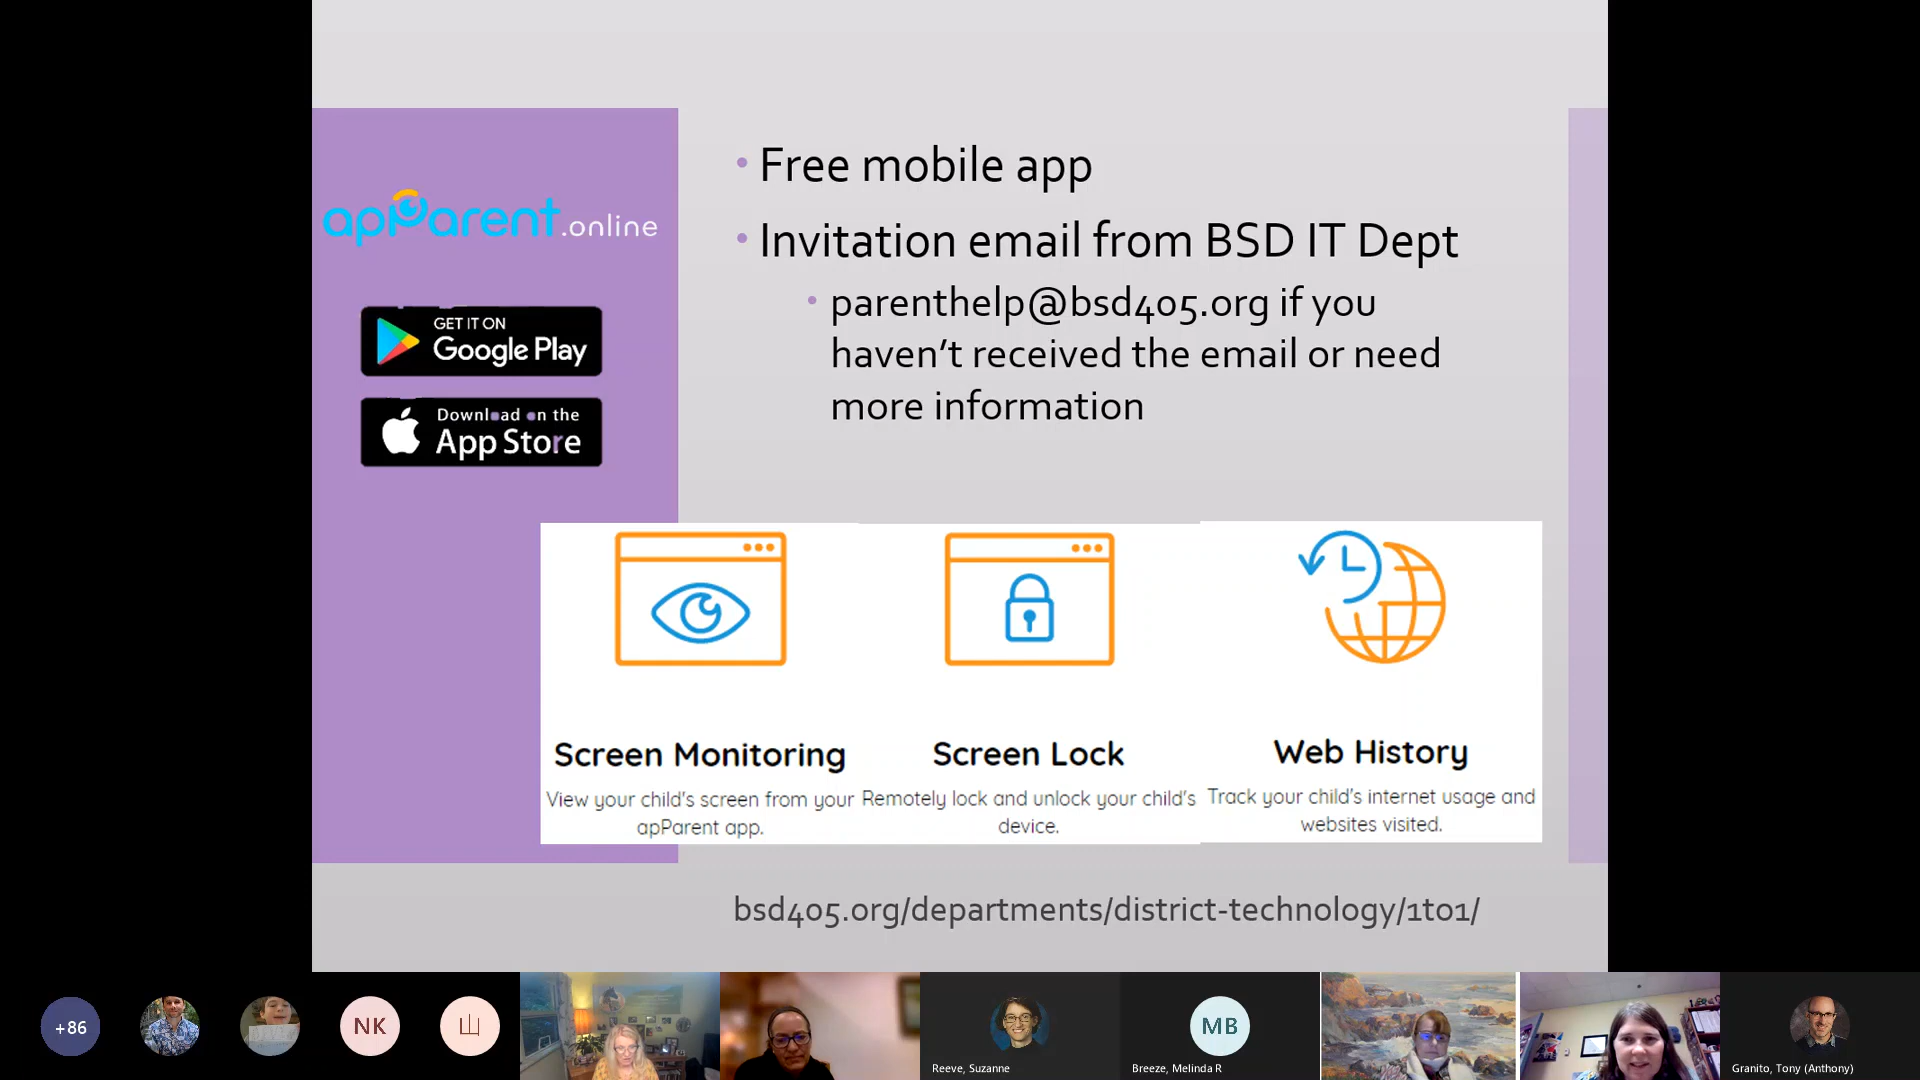 apParent.online
GET IT ON
Google Play
Download on the
App Store
• Free mobile app
• Invitation email from BSD IT Dept
• parenthelp@bsd405.org if you
haven't received the email or need
more information
Screen Monitoring
View your child's screen from your
apParent app.
Screen Lock
Remotely lock and unlock your child's
device.
Web History
Track your child's internet usage and
websites visited.
bsd405.org/departments/district-technology/1to1/
+86
NK
山
Reeve, Suzanne
MB
Breeze, Melinda R
Granito, Tony (Anthony)